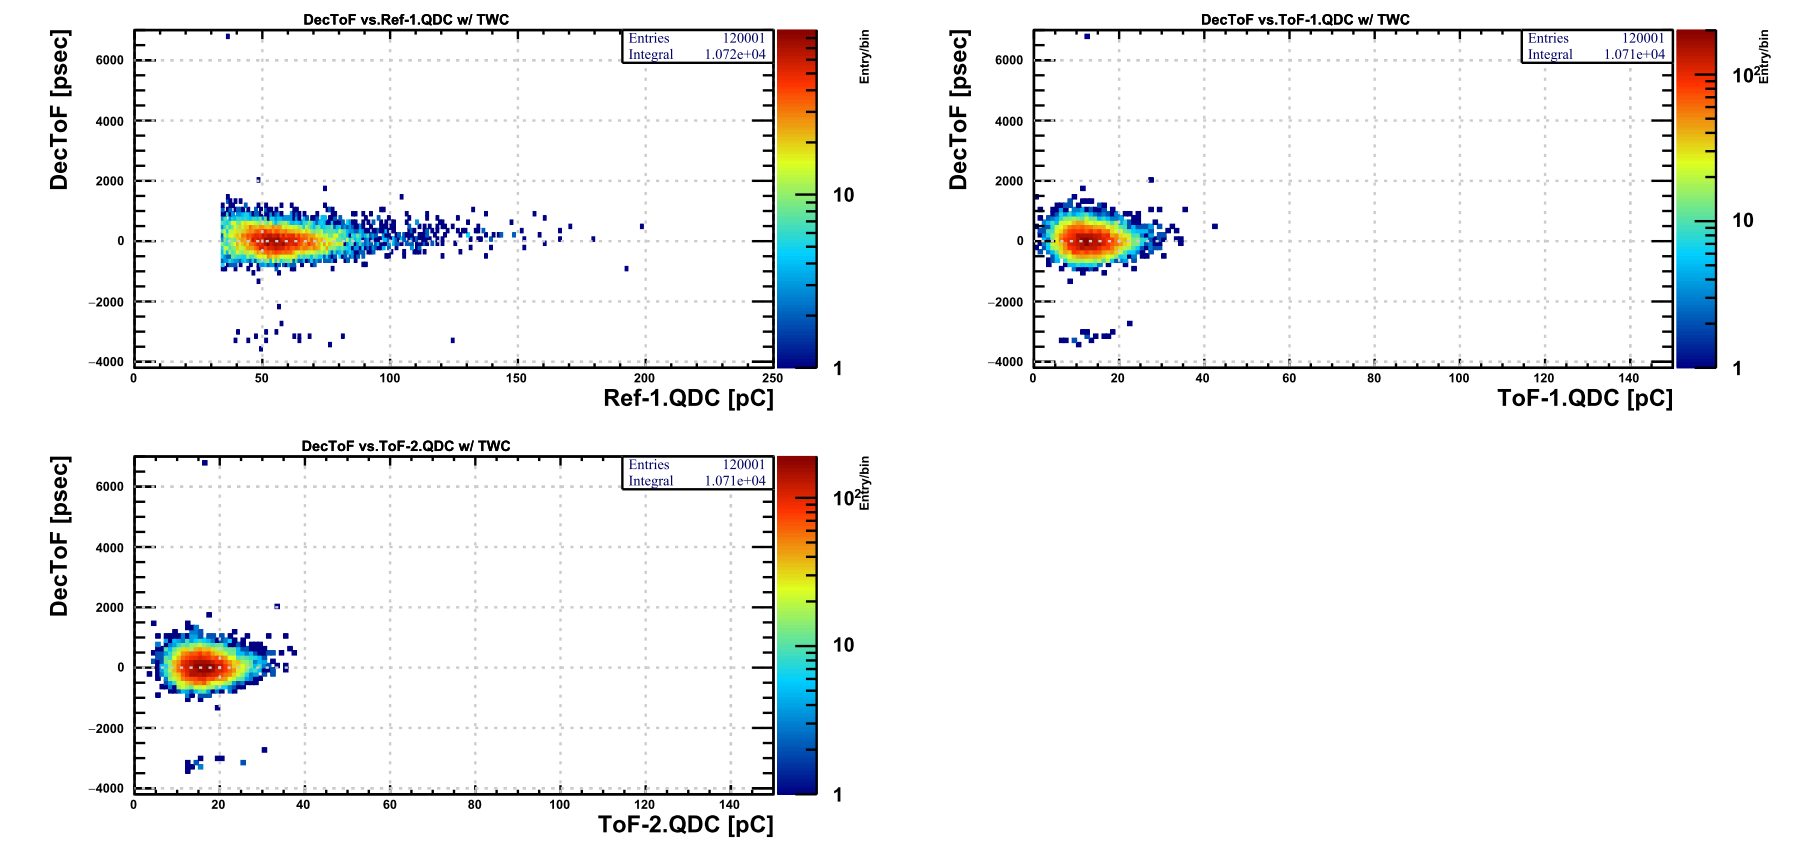 DecToF vs.Ref-1.QDC w/ TWC
Entries 120001
Integral 1.072e+04
DecToF [psec]
6000
4000
2000
0
−2000
−4000
0 50 100 150 200 250
Ref-1.QDC [pC]
Entry/bin
10
1
DecToF vs.ToF-1.QDC w/ TWC
Entries 120001
Integral 1.071e+04
DecToF [psec]
6000
4000
2000
0
−2000
−4000
0 20 40 60 80 100 120 140
ToF-1.QDC [pC]
Entry/bin
10²
10
1
DecToF vs.ToF-2.QDC w/ TWC
Entries 120001
Integral 1.071e+04
DecToF [psec]
6000
4000
2000
0
−2000
−4000
0 20 40 60 80 100 120 140
ToF-2.QDC [pC]
Entry/bin
10²
10
1